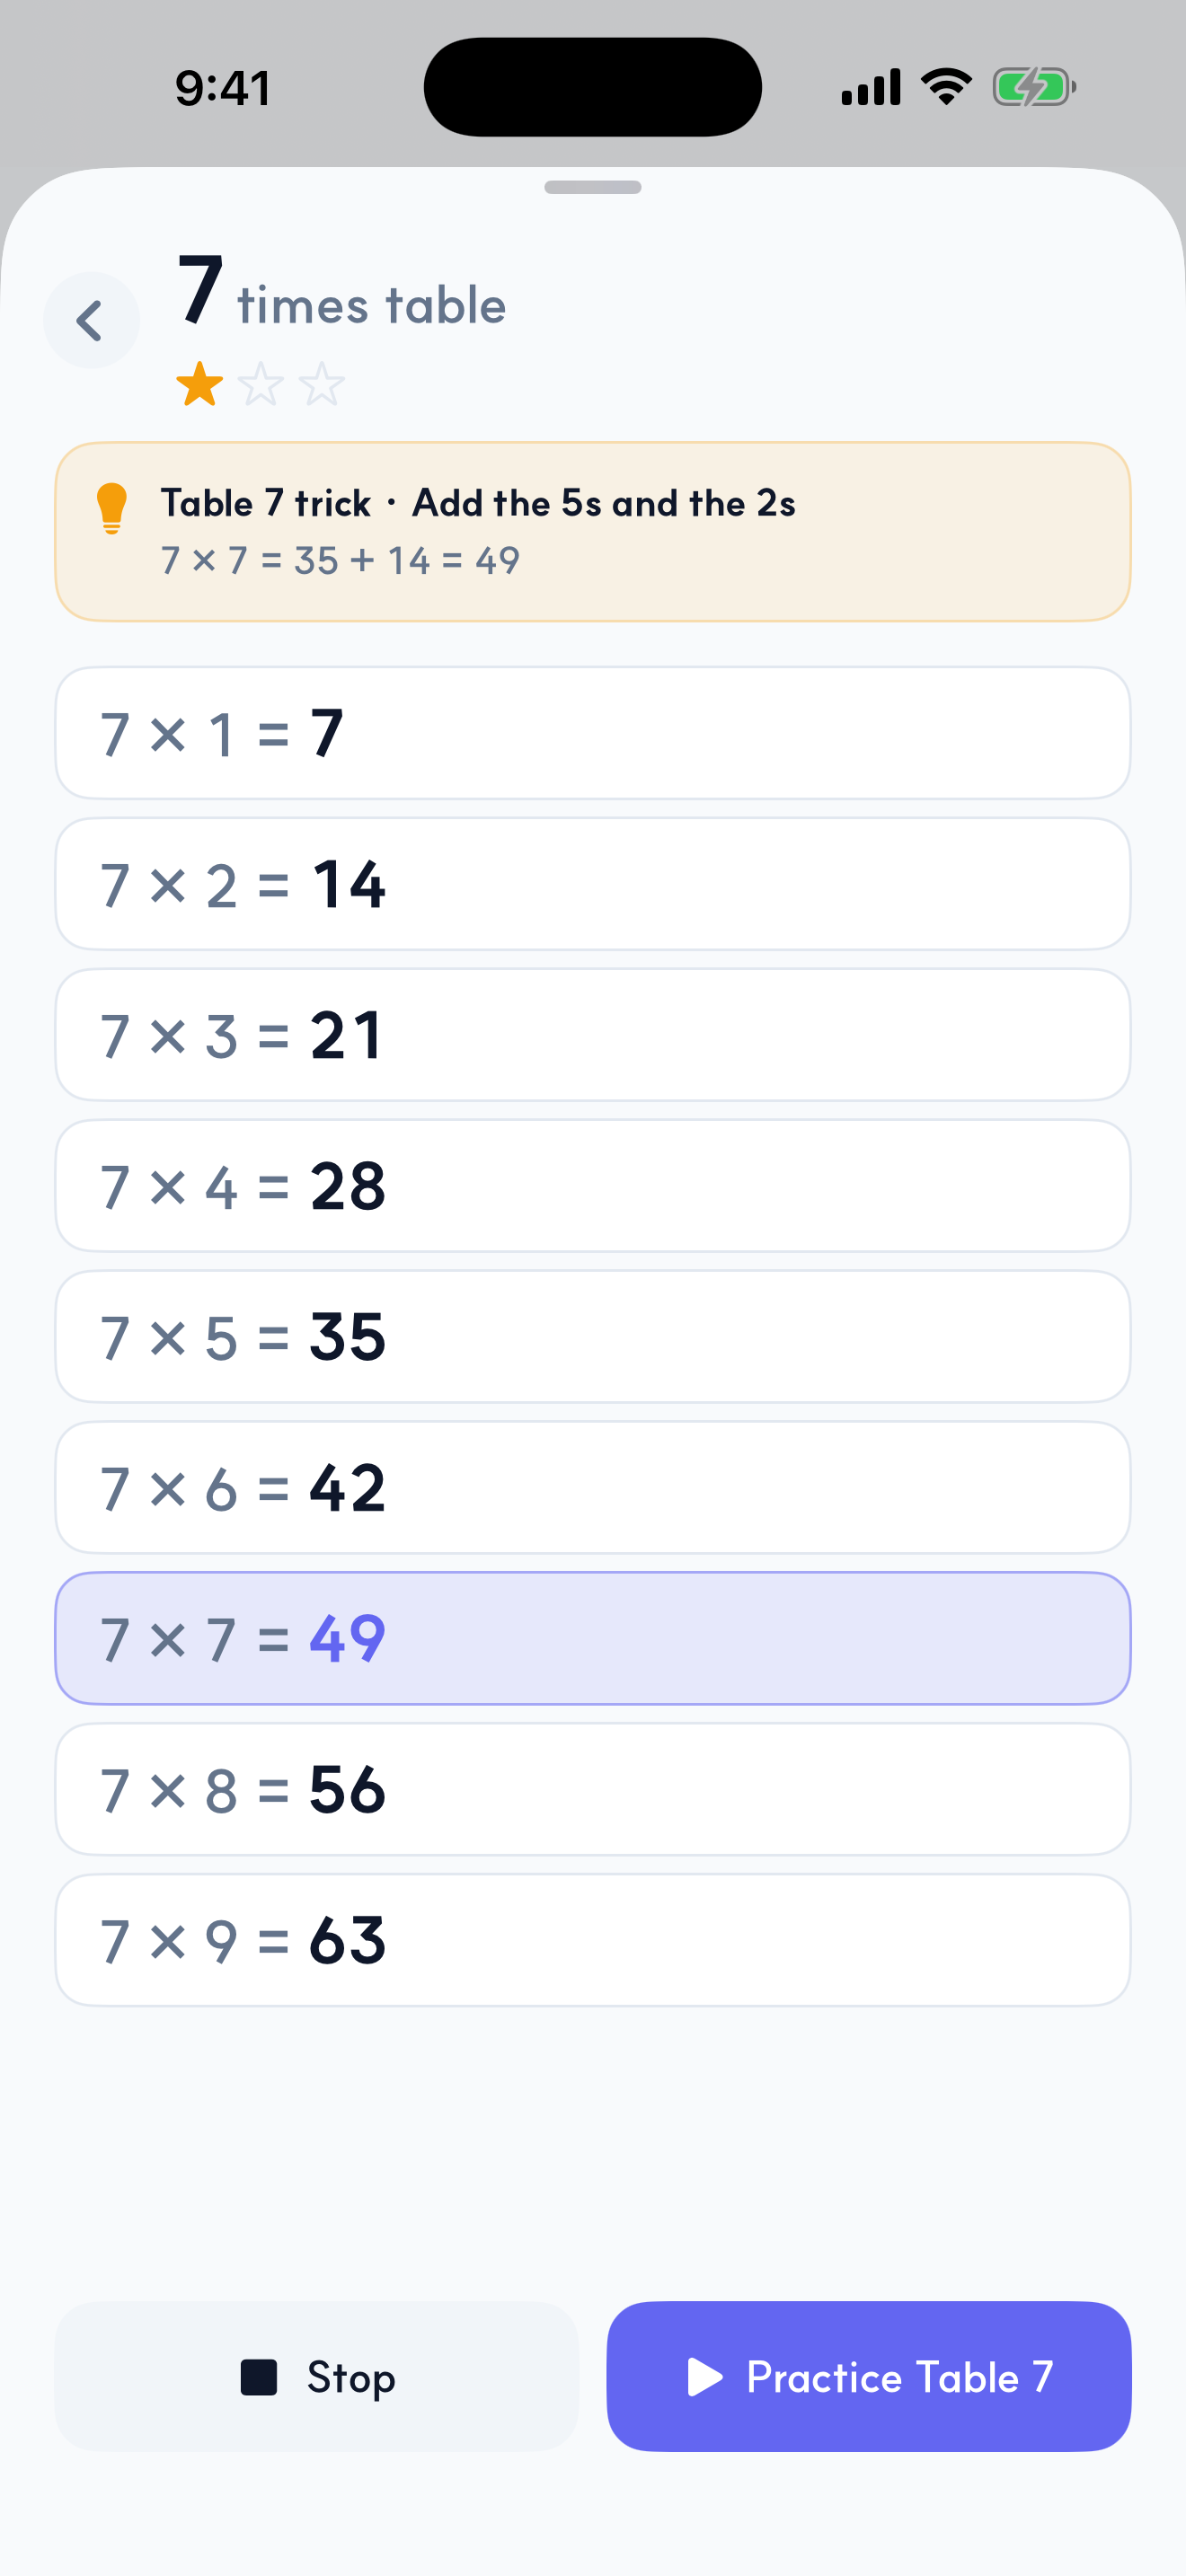 9:41
7 times table
Table 7 trick · Add the 5s and the 2s
7 × 7 = 35 + 14 = 49
7 × 1 = 7
7 × 2 = 14
7 × 3 = 21
7 × 4 = 28
7 × 5 = 35
7 × 6 = 42
7 × 7 = 49
7 × 8 = 56
7 × 9 = 63
Stop
Practice Table 7